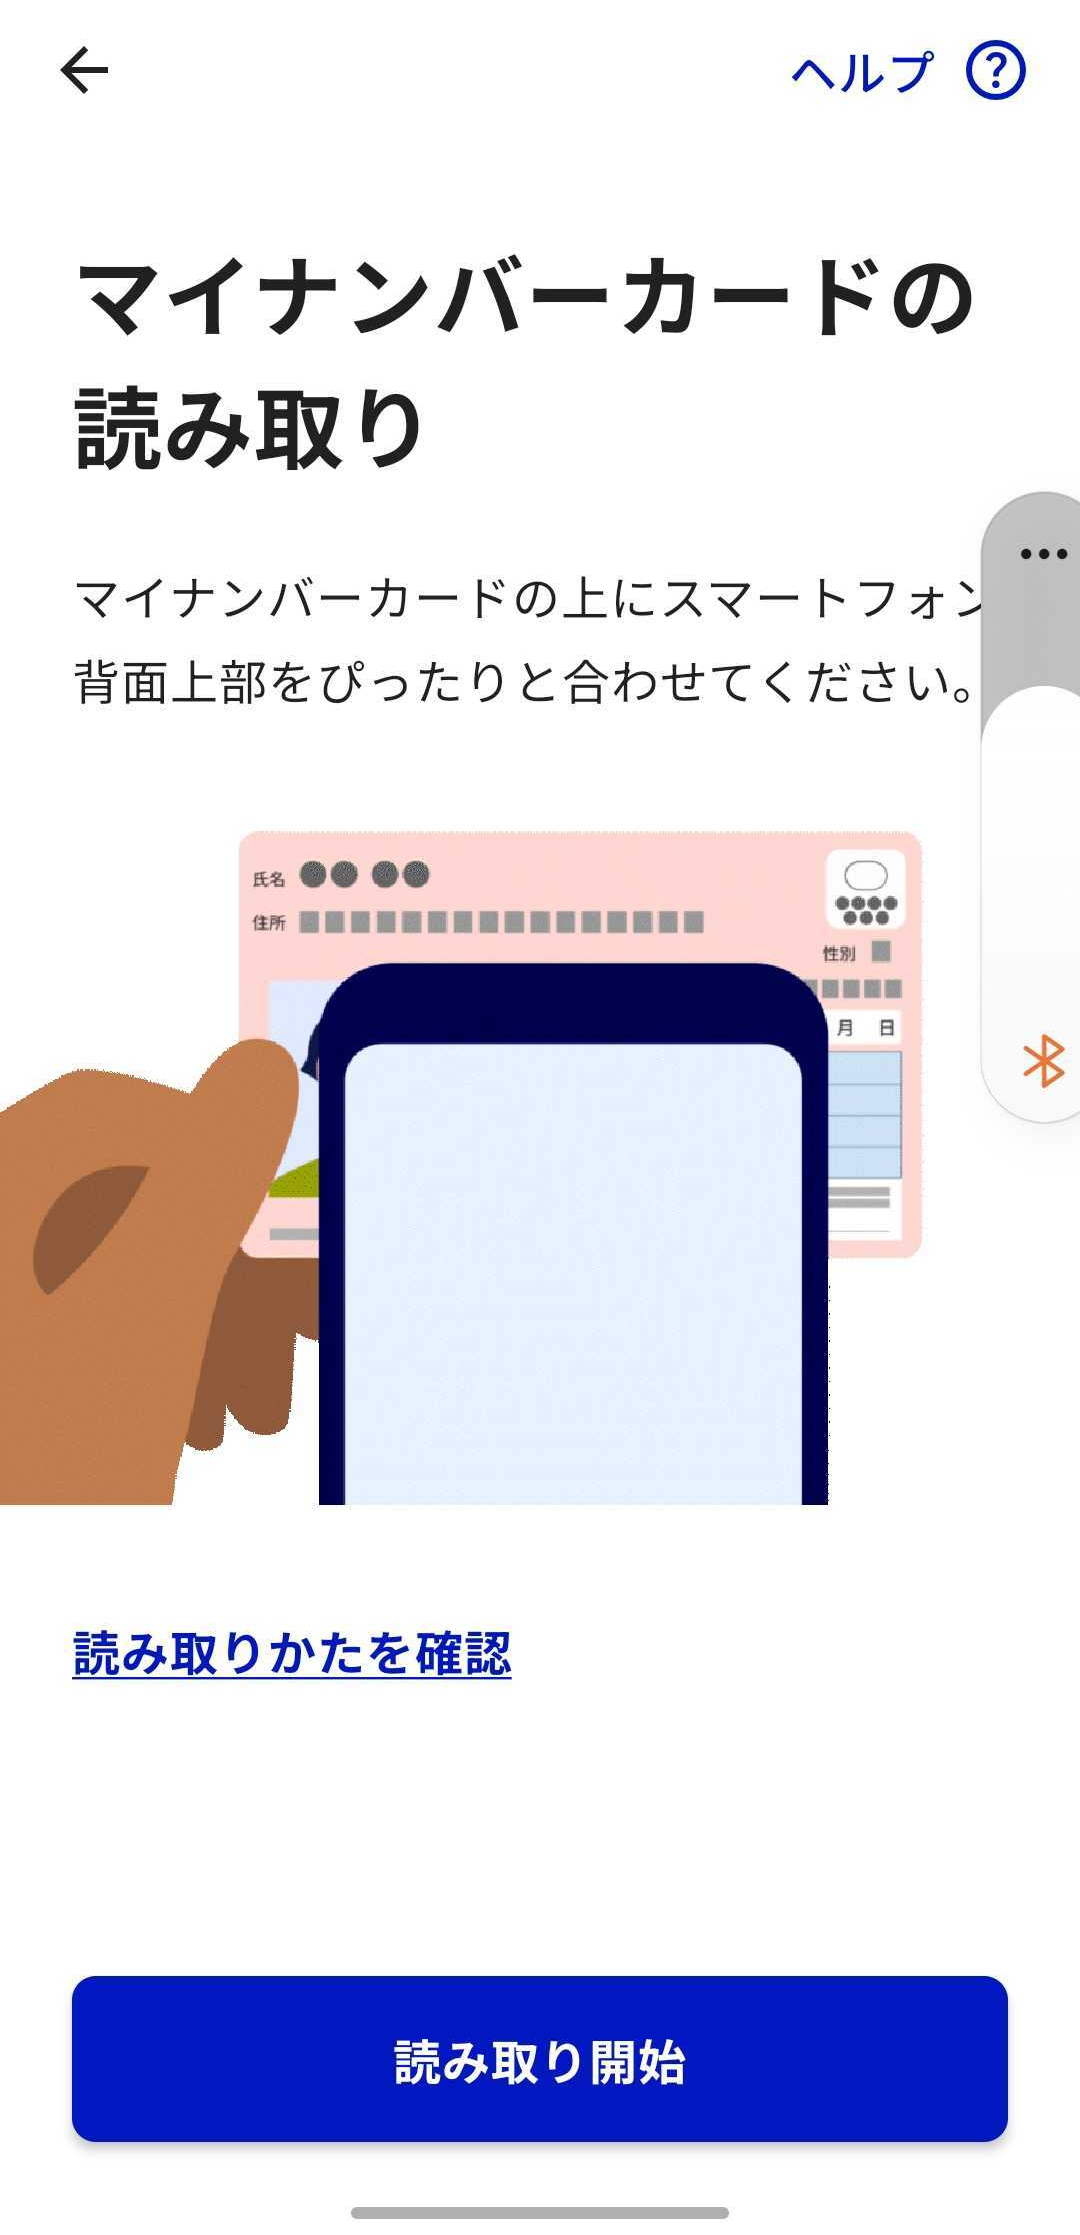 ヘルプ
マイナンバーカードの
読み取り
マイナンバーカードの上にスマートフォン
背面上部をぴったりと合わせてください。
氏名
住所
性別
月 日
読み取りかたを確認
読み取り開始